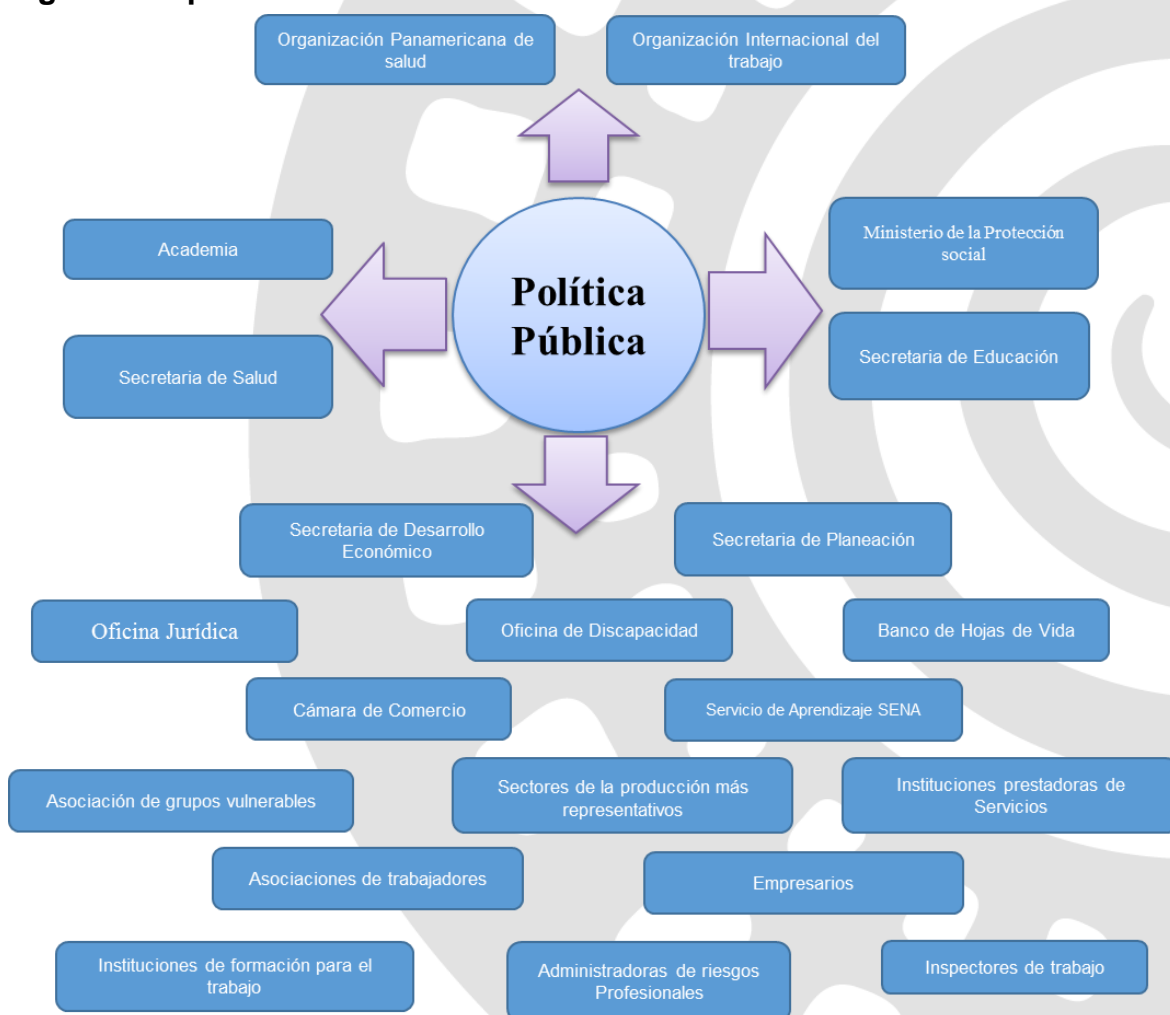 Organización Panamericana de
salud
Organización Internacional del
trabajo
Academia
Ministerio de la Protección
social
Política
Pública
Secretaria de Salud
Secretaria de Educación
Secretaria de Desarrollo
Económico
Secretaria de Planeación
Oficina Jurídica
Oficina de Discapacidad
Banco de Hojas de Vida
Cámara de Comercio
Servicio de Aprendizaje SENA
Asociación de grupos vulnerables
Sectores de la producción más
representativos
Instituciones prestadoras de
Servicios
Asociaciones de trabajadores
Empresarios
Instituciones de formación para el
trabajo
Administradoras de riesgos
Profesionales
Inspectores de trabajo